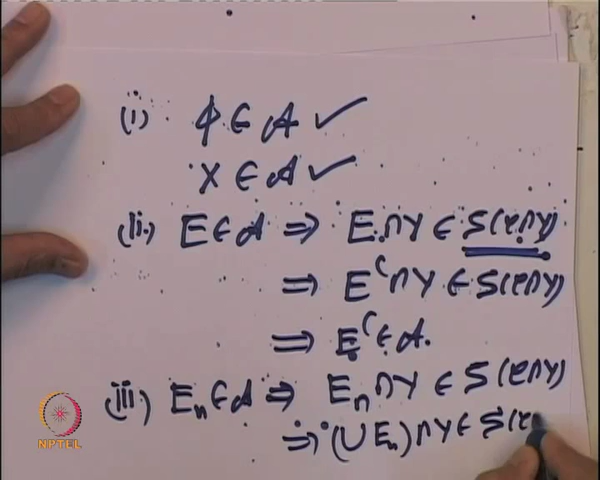 (i) ϕ ∈ A ✓
X ∈ A ✓
(ii.) E ∈ A ⇒ E ∩ Y ∈ S(C∩Y)
⇒ E^C ∩ Y ∈ S(C∩Y)
⇒ E^C ∈ A.
(iii) E_n ∈ A ⇒ E_n ∩ Y ∈ S(C∩Y)
⇒ (∪ E_n) ∩ Y ∈ S(C
NPTEL